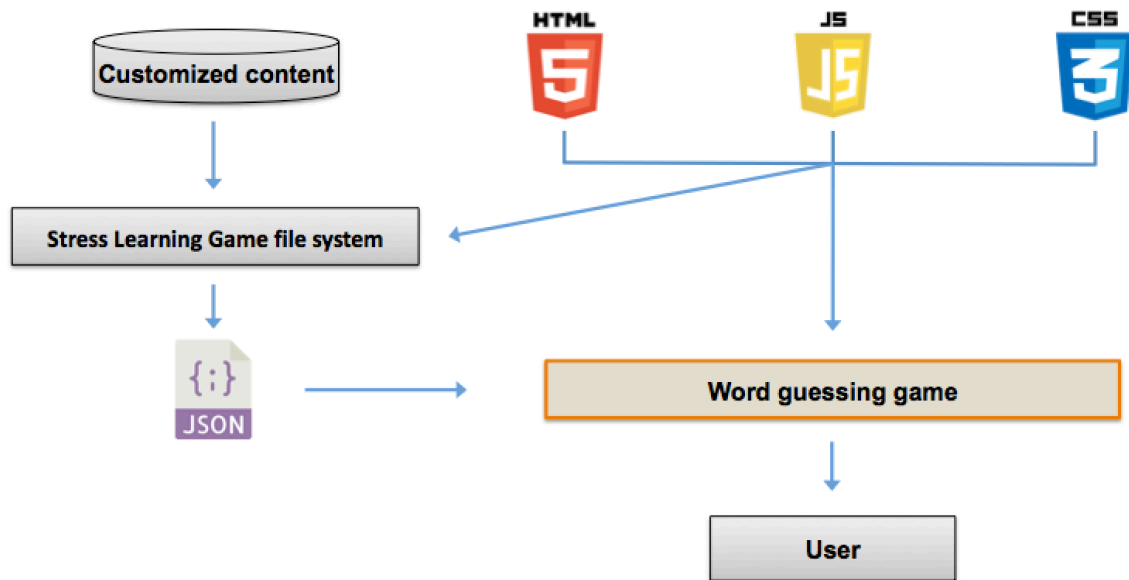 HTML
JS
CSS
5
JS
3
Customized content
Stress Learning Game file system
{;}
JSON
Word guessing game
User